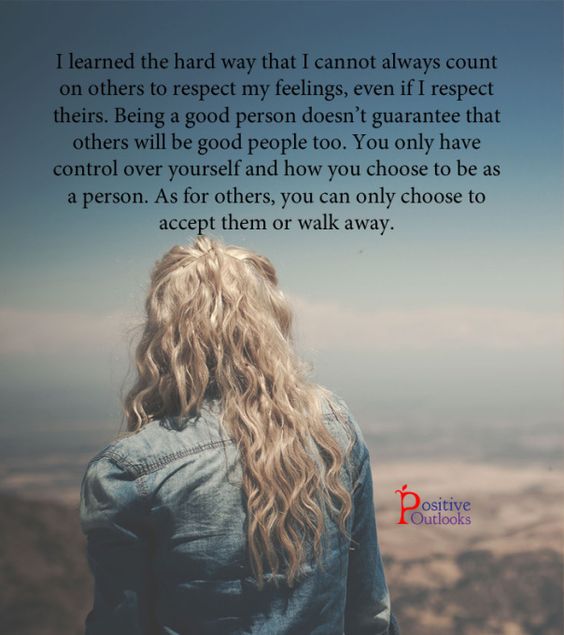 I learned the hard way that I cannot always count
on others to respect my feelings, even if I respect
theirs. Being a good person doesn’t guarantee that
others will be good people too. You only have
control over yourself and how you choose to be as
a person. As for others, you can only choose to
accept them or walk away.
Positive
Outlooks